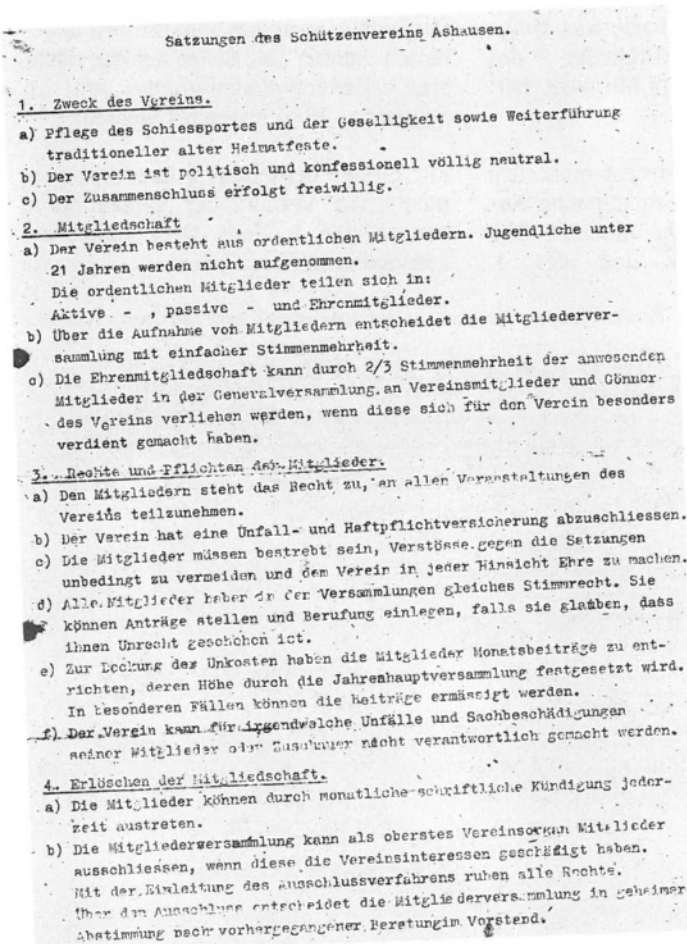 Satzungen des Schützenvereins Ashausen.
1. Zweck des Vereins.
a) Pflege des Schiessportes und der Geselligkeit sowie Weiterführung
traditioneller alter Heimatfeste.
b) Der Verein ist politisch und konfessionell völlig neutral.
c) Der Zusammenschluss erfolgt freiwillig.
2. Mitgliedschaft
a) Der Verein besteht aus ordentlichen Mitgliedern. Jugendliche unter
21 Jahren werden nicht aufgenommen.
Die ordentlichen Mitglieder teilen sich in:
Aktive - , passive - und Ehrenmitglieder.
b) Über die Aufnahme von Mitgliedern entscheidet die Mitgliederver-
sammlung mit einfacher Stimmenmehrheit.
c) Die Ehrenmitgliedschaft kann durch 2/3 Stimmenmehrheit der anwesenden
Mitglieder in der Generalversammlung an Vereinsmitglieder und Gönner
des Vereins verliehen werden, wenn diese sich für den Verein besonders
verdient gemacht haben.
3. Rechte und Pflichten der Mitglieder.
a) Den Mitgliedern steht das Recht zu, an allen Veranstaltungen des
Vereins teilzunehmen.
b) Der Verein hat eine Unfall- und Haftpflichtversicherung abzuschliessen.
c) Die Mitglieder müssen bestrebt sein, Verstösse gegen die Satzungen
unbedingt zu vermeiden und dem Verein in jeder Hinsicht Ehre zu machen.
d) Alle Mitglieder haben in den Versammlungen gleiches Stimmrecht. Sie
können Anträge stellen und Berufung einlegen, falls sie glauben, dass
ihnen Unrecht geschehen ist.
e) Zur Deckung der Unkosten haben die Mitglieder Monatsbeiträge zu ent-
richten, deren Höhe durch die Jahreshauptversammlung festgesetzt wird.
In besonderen Fällen können die Beiträge ermässigt werden.
f) Der Verein kann für irgendwelche Unfälle und Sachbeschädigungen
seiner Mitglieder oder Zuschauer nicht verantwortlich gemacht werden.
4. Erlöschen der Mitgliedschaft.
a) Die Mitglieder können durch monatliche schriftliche Kündigung jeder-
zeit austreten.
b) Die Mitgliederversammlung kann als oberstes Vereinsorgan Mitglieder
ausschliessen, wenn diese die Vereinsinteressen geschädigt haben.
Mit der Einleitung des Ausschlussverfahrens ruhen alle Rechte.
Über den Ausschluss entscheidet die Mitgliederversammlung in geheimer
Abstimmung nach vorhergegangener Beratung im Vorstand.